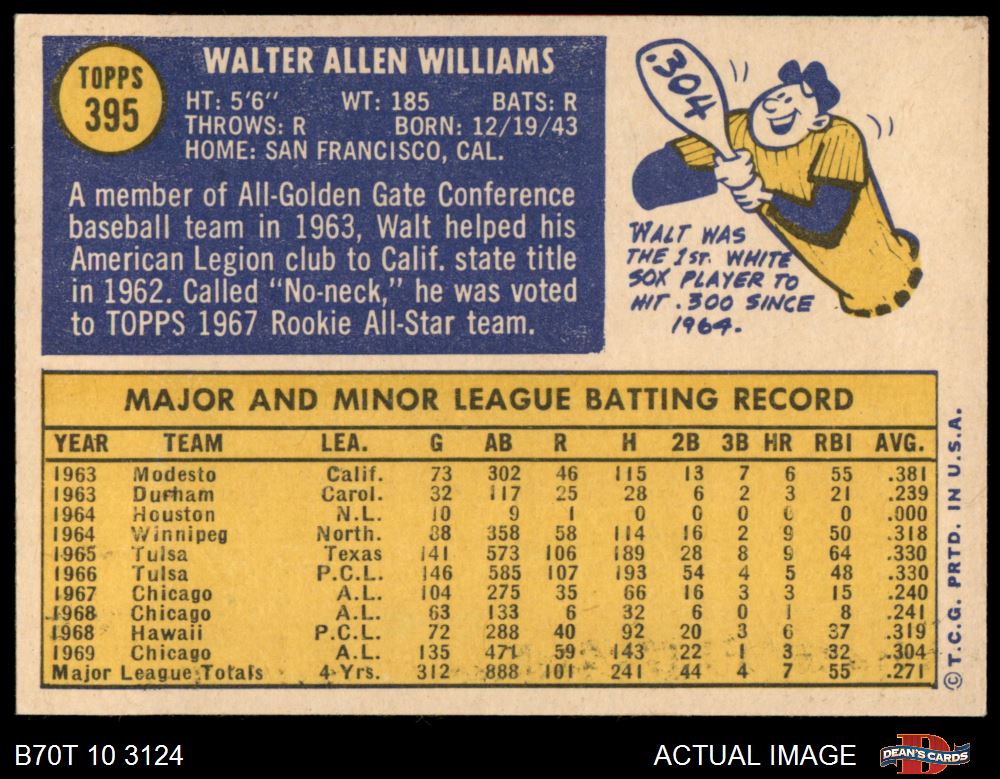 TOPPS
395
WALTER ALLEN WILLIAMS
HT: 5'6" WT: 185 BATS: R
THROWS: R BORN: 12/19/43
HOME: SAN FRANCISCO, CAL.
A member of All-Golden Gate Conference
baseball team in 1963, Walt helped his
American Legion club to Calif. state title
in 1962. Called "No-neck," he was voted
to TOPPS 1967 Rookie All-Star team.
.304
WALT WAS
THE 1st. WHITE
SOX PLAYER TO
HIT .300 SINCE
1964.
MAJOR AND MINOR LEAGUE BATTING RECORD
YEAR TEAM LEA. G AB R H 2B 3B HR RBI AVG.
1963 Modesto Calif. 73 302 46 115 13 7 6 55 .381
1963 Durham Carol. 32 117 25 28 6 2 3 21 .239
1964 Houston N.L. 10 9 1 0 0 0 0 0 .000
1964 Winnipeg North. 88 358 58 114 16 2 9 50 .318
1965 Tulsa Texas 141 573 106 189 28 8 9 64 .330
1966 Tulsa P.C.L. 146 585 107 193 54 4 5 48 .330
1967 Chicago A.L. 104 275 35 66 16 3 3 15 .240
1968 Chicago A.L. 63 133 6 32 6 0 1 8 .241
1968 Hawaii P.C.L. 72 288 40 92 20 3 6 37 .319
1969 Chicago A.L. 135 471 59 143 22 1 3 32 .304
Major League Totals 4 Yrs. 312 888 101 241 44 4 7 55 .271
© T.C.G. PRTD. IN U.S.A.
B70T 10 3124
ACTUAL IMAGE
DEAN'S CARDS